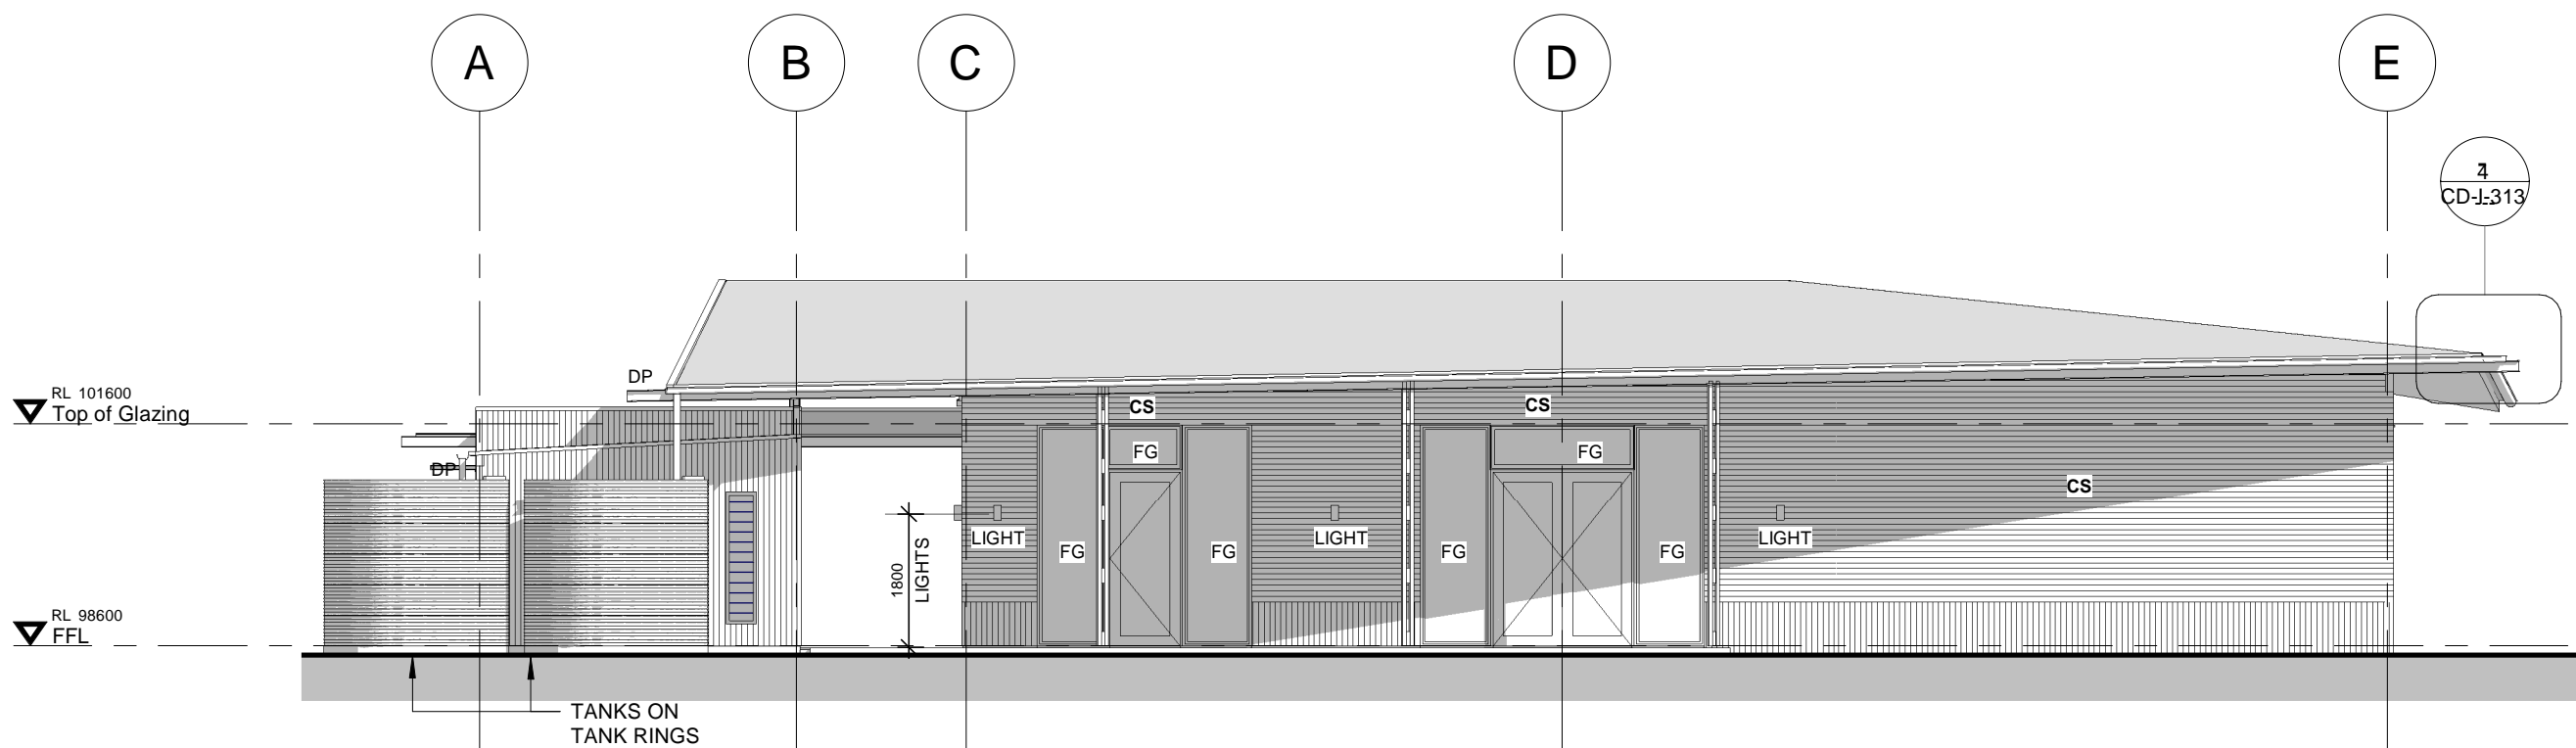 A
B
C
D
E
4
CD-J-313
DP
RL 101600
Top of Glazing
CS
CS
FG
FG
DP
CS
1800
LIGHTS
LIGHT
LIGHT
LIGHT
FG
FG
FG
FG
RL 98600
FFL
TANKS ON
TANK RINGS